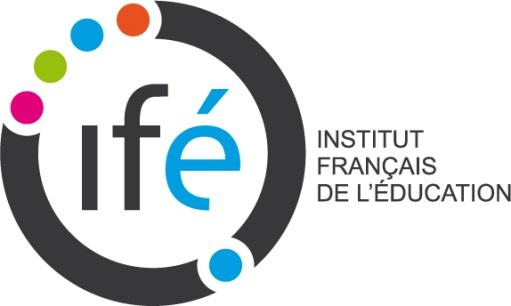 ifé
INSTITUT
FRANÇAIS
DE L'ÉDUCATION